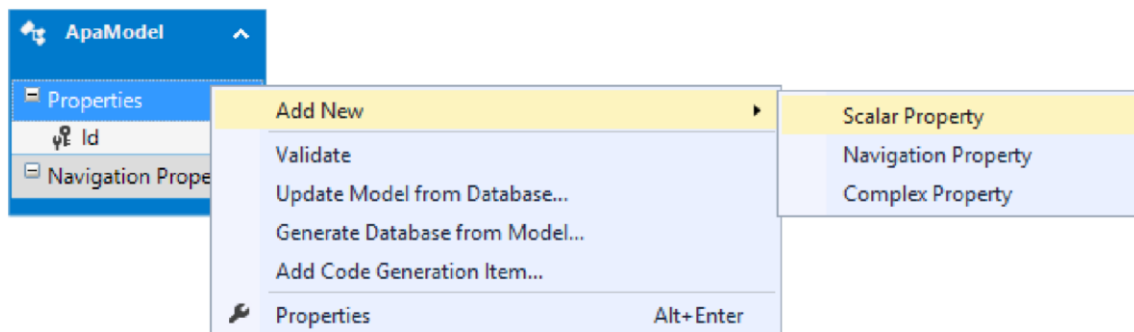 ApaModel
Properties
Id
Navigation Prope
Add New
Validate
Update Model from Database...
Generate Database from Model...
Add Code Generation Item...
Properties Alt+Enter
Scalar Property
Navigation Property
Complex Property